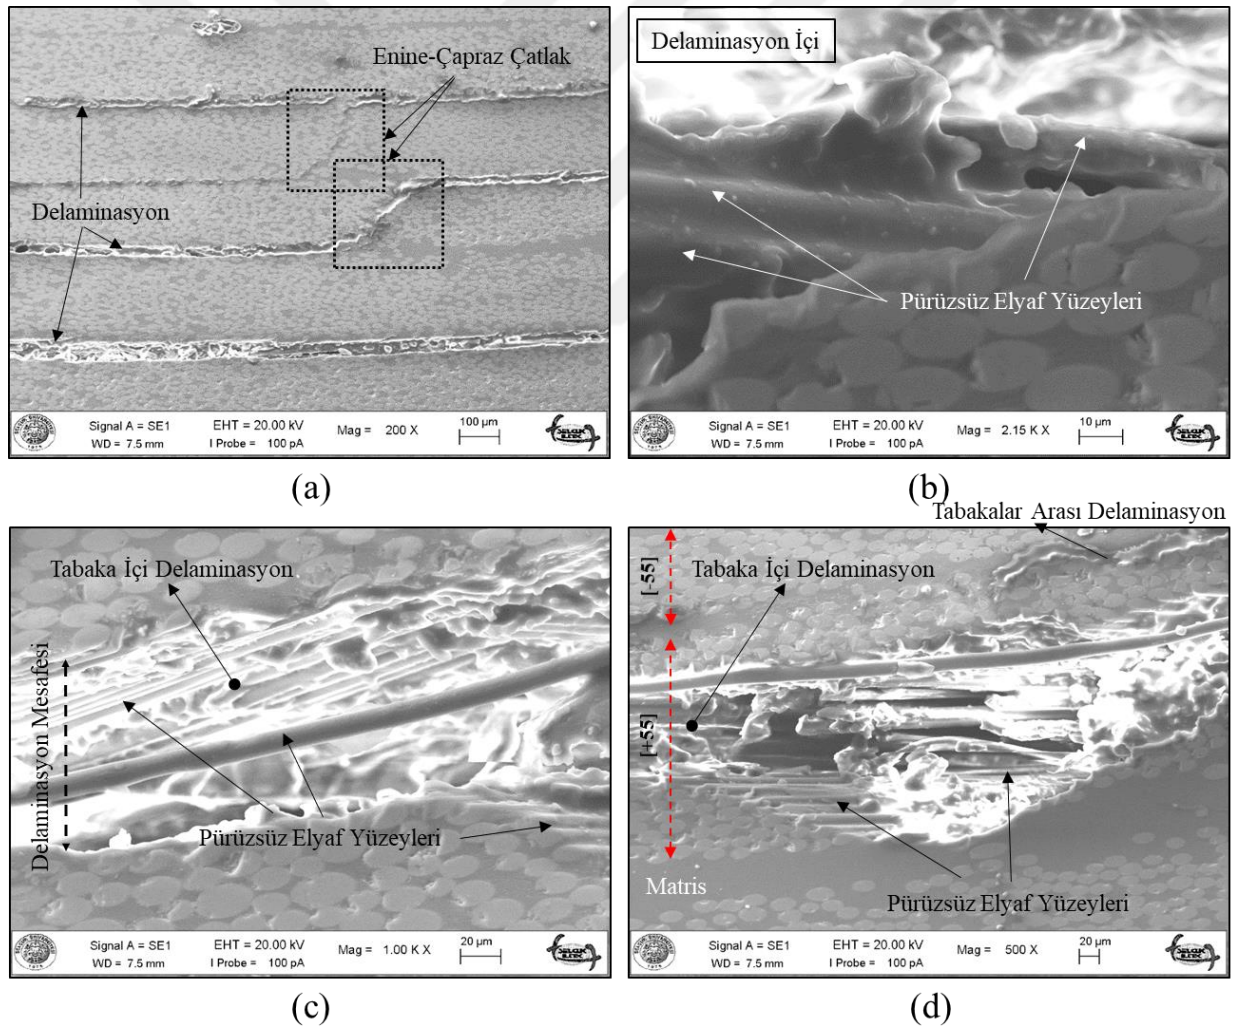 Enine-Çapraz Çatlak
Delaminasyon
Signal A = SE1 EHT = 20.00 kV Mag = 200 X 100 µm
WD = 7.5 mm I Probe = 100 pA
(a)
Delaminasyon İçi
Pürüzsüz Elyaf Yüzeyleri
Signal A = SE1 EHT = 20.00 kV Mag = 2.15 K X 10 µm
WD = 7.5 mm I Probe = 100 pA
(b)
Tabaka İçi Delaminasyon
Delaminasyon Mesafesi
Pürüzsüz Elyaf Yüzeyleri
Signal A = SE1 EHT = 20.00 kV Mag = 1.00 K X 20 µm
WD = 7.5 mm I Probe = 100 pA
(c)
Tabakalar Arası Delaminasyon
[-55]
Tabaka İçi Delaminasyon
[+55]
Matris
Pürüzsüz Elyaf Yüzeyleri
Signal A = SE1 EHT = 20.00 kV Mag = 500 X 20 µm
WD = 7.5 mm I Probe = 100 pA
(d)